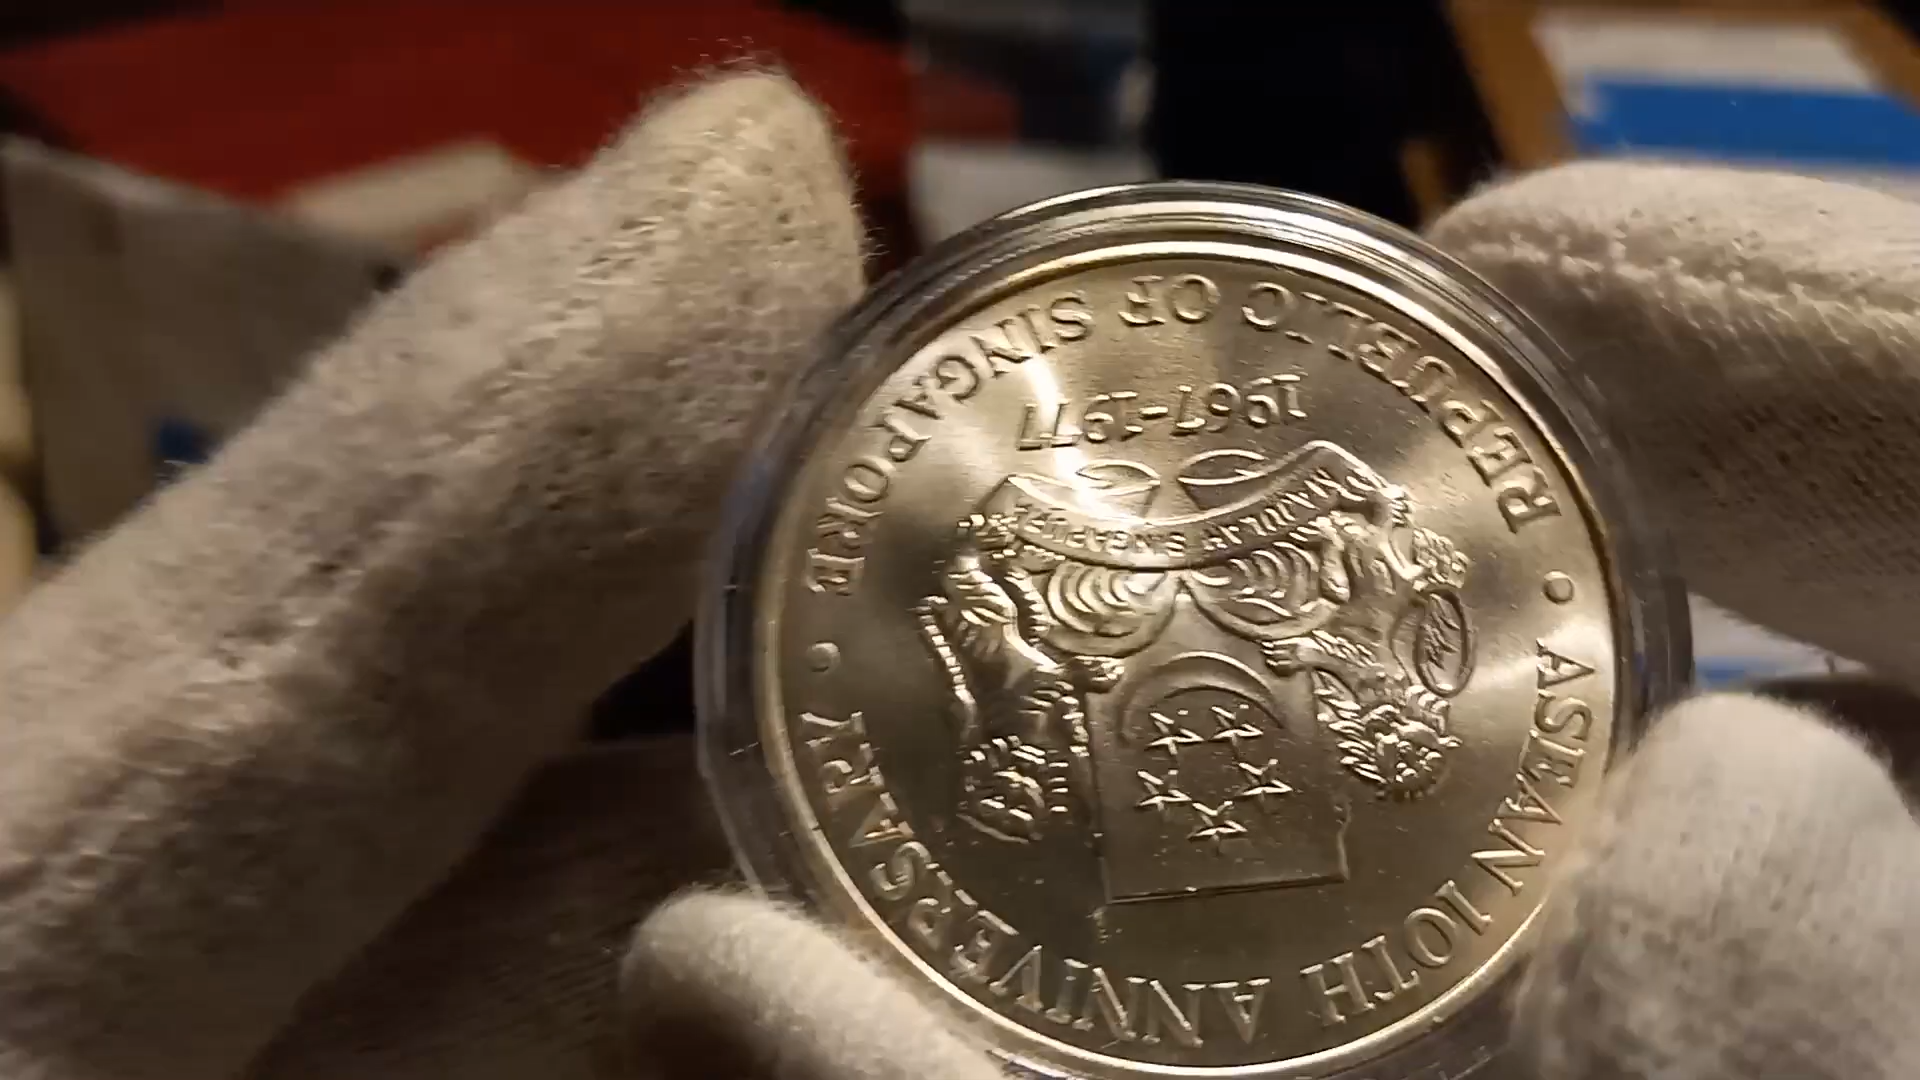 ASEAN 10TH ANNIVERSARY
MAJULAH SINGAPURA
1967-1977
REPUBLIC OF SINGAPORE